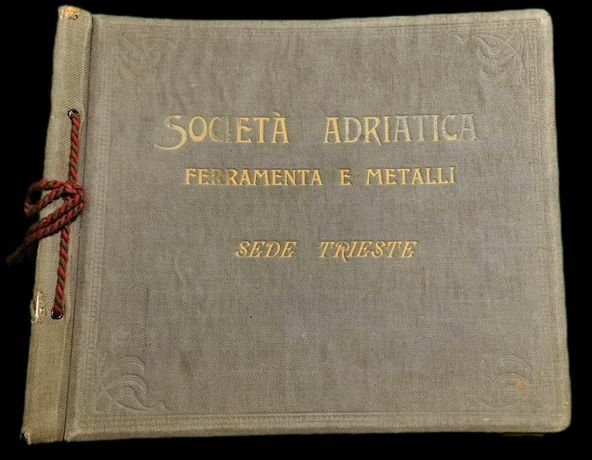 SOCIETÀ ADRIATICA
FERRAMENTA E METALLI
SEDE TRIESTE